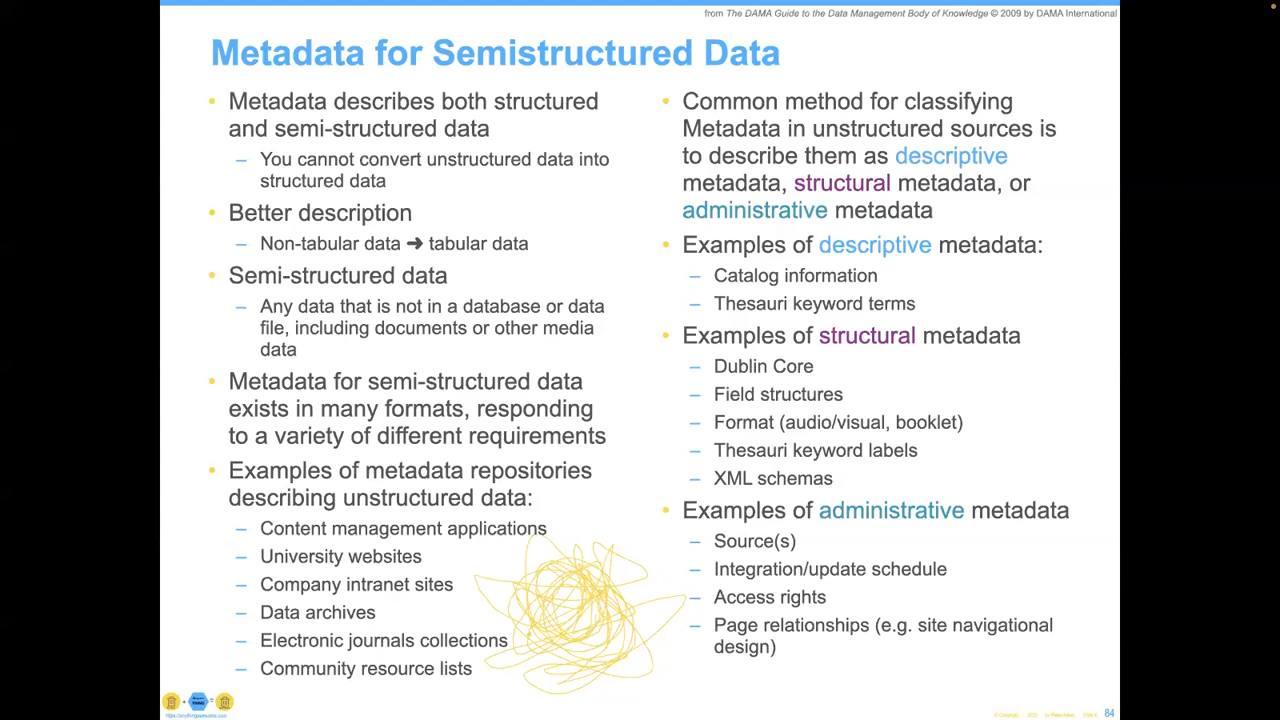 from The DAMA Guide to the Data Management Body of Knowledge © 2009 by DAMA International
Metadata for Semistructured Data
• Metadata describes both structured
and semi-structured data
– You cannot convert unstructured data into
structured data
• Better description
– Non-tabular data ➜ tabular data
• Semi-structured data
– Any data that is not in a database or data
file, including documents or other media
data
• Metadata for semi-structured data
exists in many formats, responding
to a variety of different requirements
• Examples of metadata repositories
describing unstructured data:
– Content management applications
– University websites
– Company intranet sites
– Data archives
– Electronic journals collections
– Community resource lists
• Common method for classifying
Metadata in unstructured sources is
to describe them as descriptive
metadata, structural metadata, or
administrative metadata
• Examples of descriptive metadata:
– Catalog information
– Thesauri keyword terms
• Examples of structural metadata
– Dublin Core
– Field structures
– Format (audio/visual, booklet)
– Thesauri keyword labels
– XML schemas
• Examples of administrative metadata
– Source(s)
– Integration/update schedule
– Access rights
– Page relationships (e.g. site navigational
design)
84